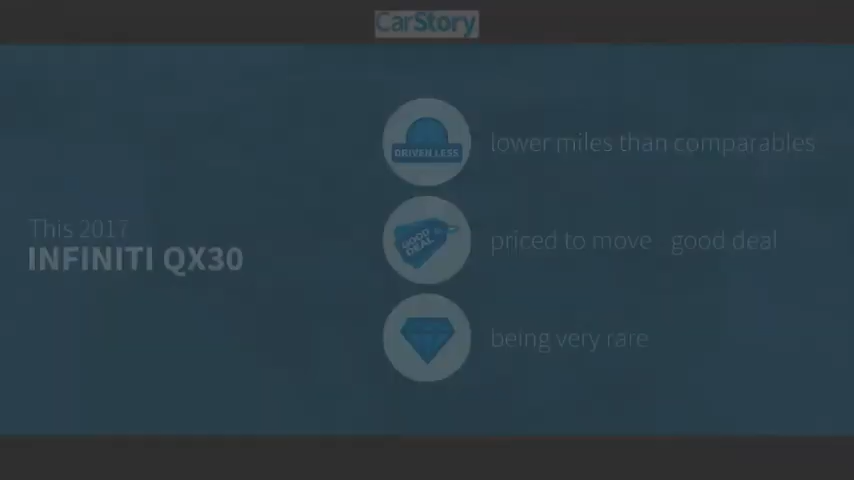 CarStory
This 2017
INFINITI QX30
DRIVEN LESS
lower miles than comparables
GOOD
DEAL
priced to move   good deal
being very rare